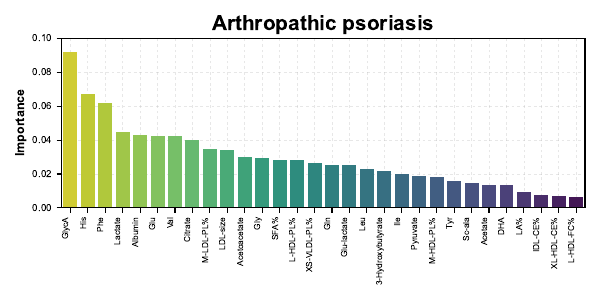 Arthropathic psoriasis
Importance
0.10
0.08
0.06
0.04
0.02
0.00
GlycA
His
Phe
Lactate
Albumin
Glu
Val
Citrate
M-LDL-PL%
LDL-size
Acetoacetate
Gly
SFA%
L-HDL-PL%
XS-VLDL-PL%
Gln
Glu-lactate
Leu
3-Hydroxybutyrate
Ile
Pyruvate
M-HDL-PL%
Tyr
Sc-ala
Acetate
DHA
LA%
IDL-CE%
XL-HDL-CE%
L-HDL-FC%